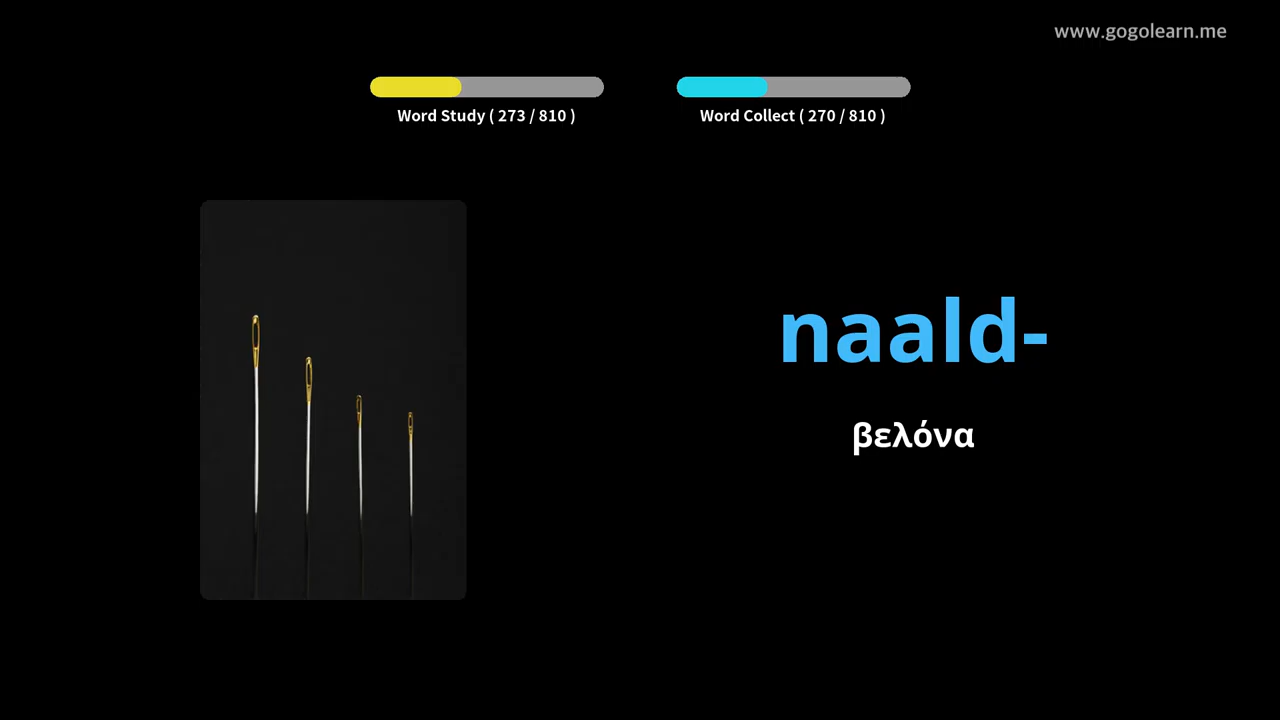 www.gogolearn.me
Word Study ( 273 / 810 )
Word Collect ( 270 / 810 )
naald-
βελόνα